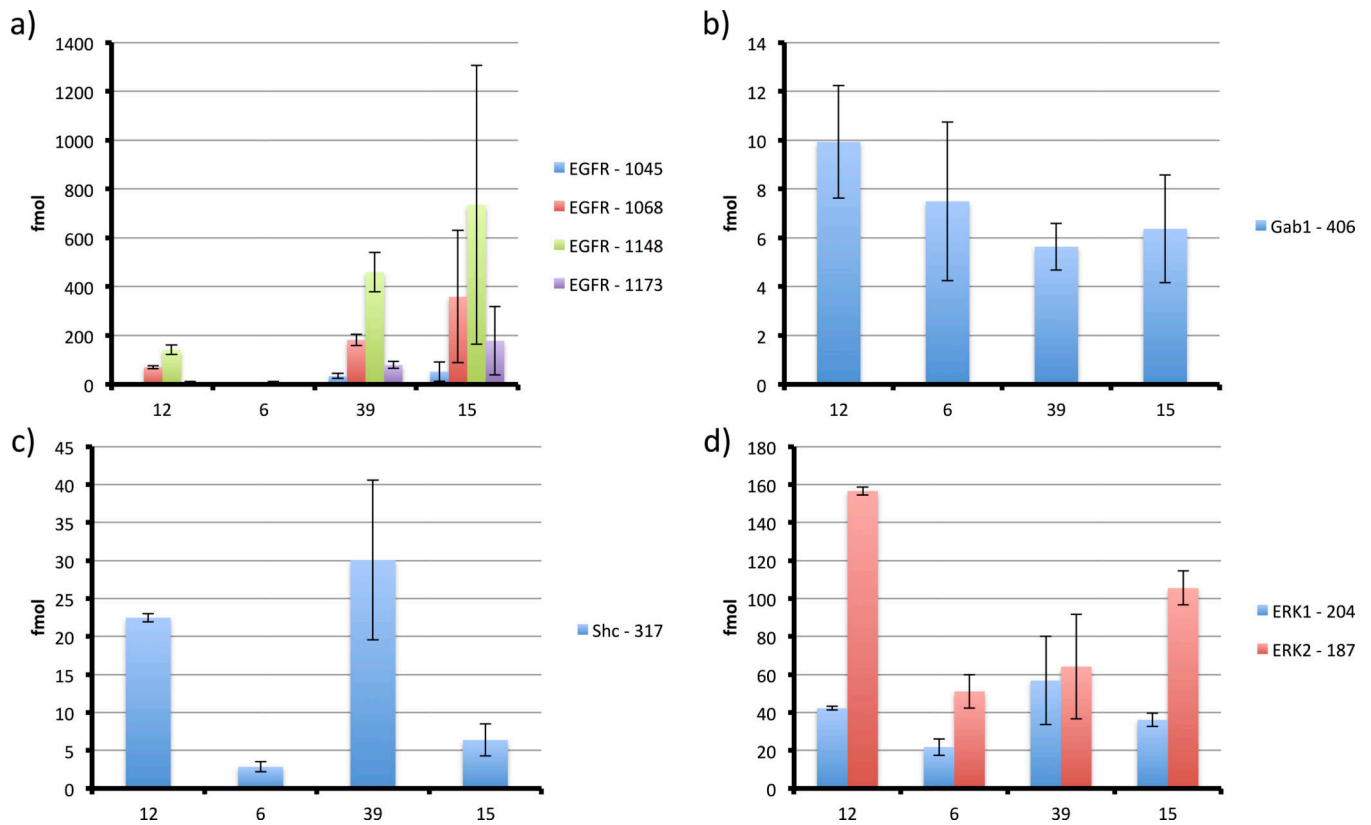 a)
1400
1200
1000
800
600
400
200
0
fmol
12 6 39 15
EGFR - 1045
EGFR - 1068
EGFR - 1148
EGFR - 1173
b)
14
12
10
8
6
4
2
0
fmol
12 6 39 15
Gab1 - 406
c)
45
40
35
30
25
20
15
10
5
0
fmol
12 6 39 15
Shc - 317
d)
180
160
140
120
100
80
60
40
20
0
fmol
12 6 39 15
ERK1 - 204
ERK2 - 187